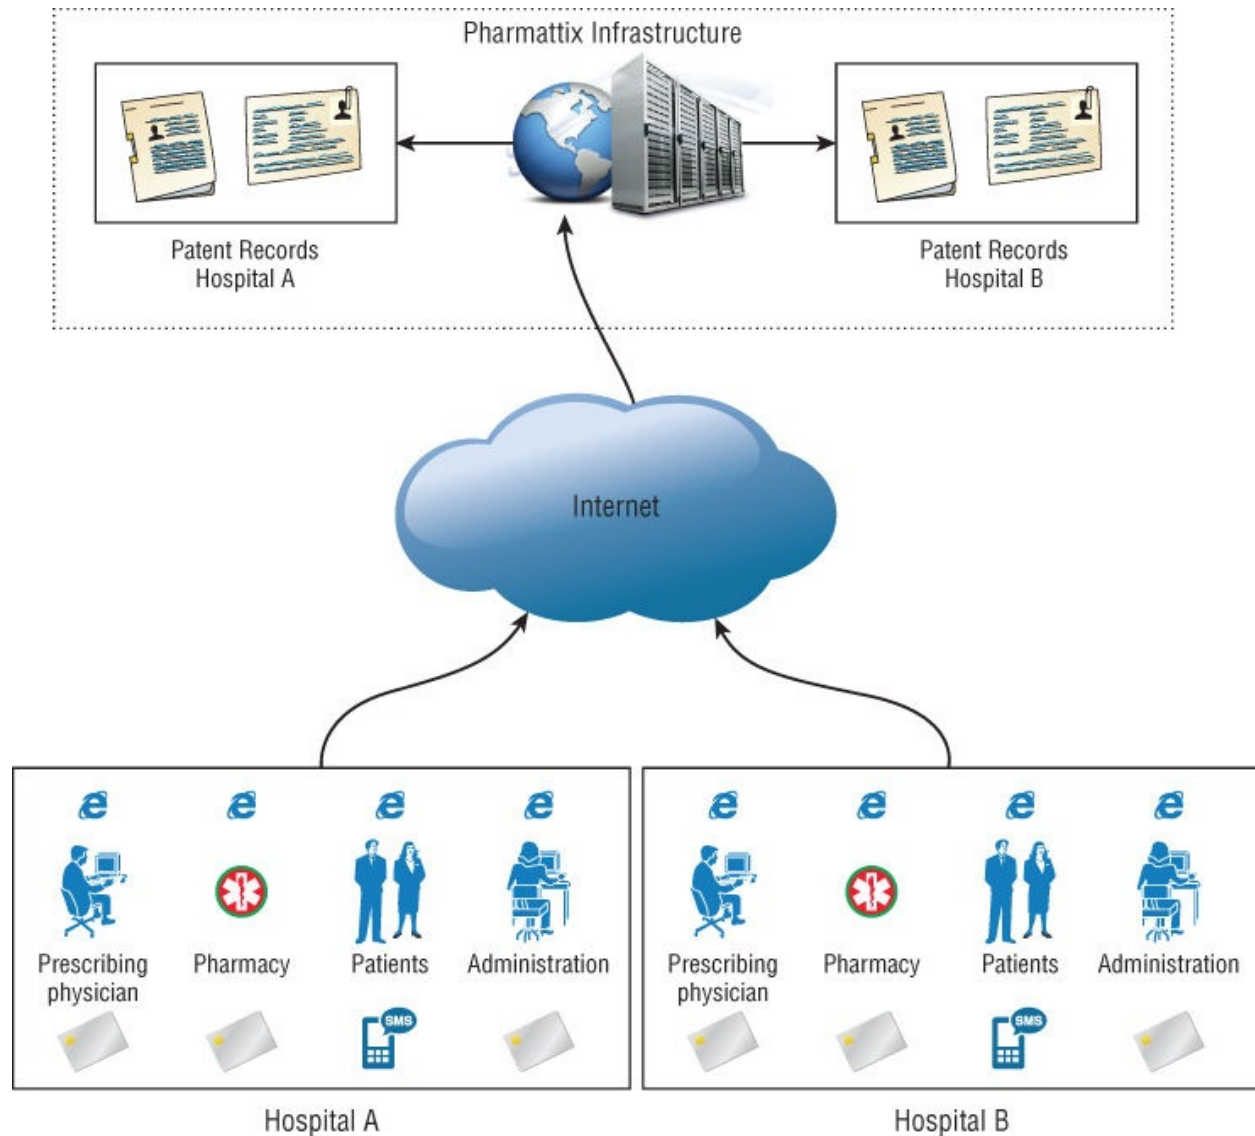 Pharmattix Infrastructure
Patent Records
Hospital A
Patent Records
Hospital B
Internet
Prescribing
physician
Pharmacy
Patients
Administration
SMS
Prescribing
physician
Pharmacy
Patients
Administration
SMS
Hospital A
Hospital B